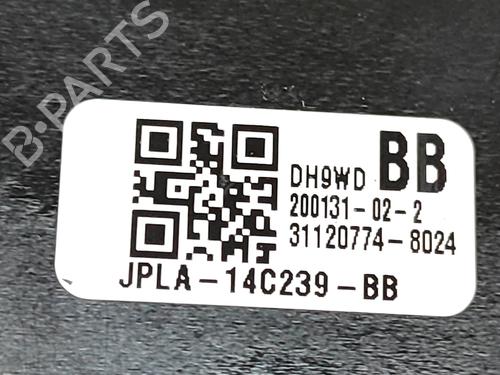 B-PARTS
DH9WD BB
200131-02-2
31120774-8024
JPLA-14C239-BB